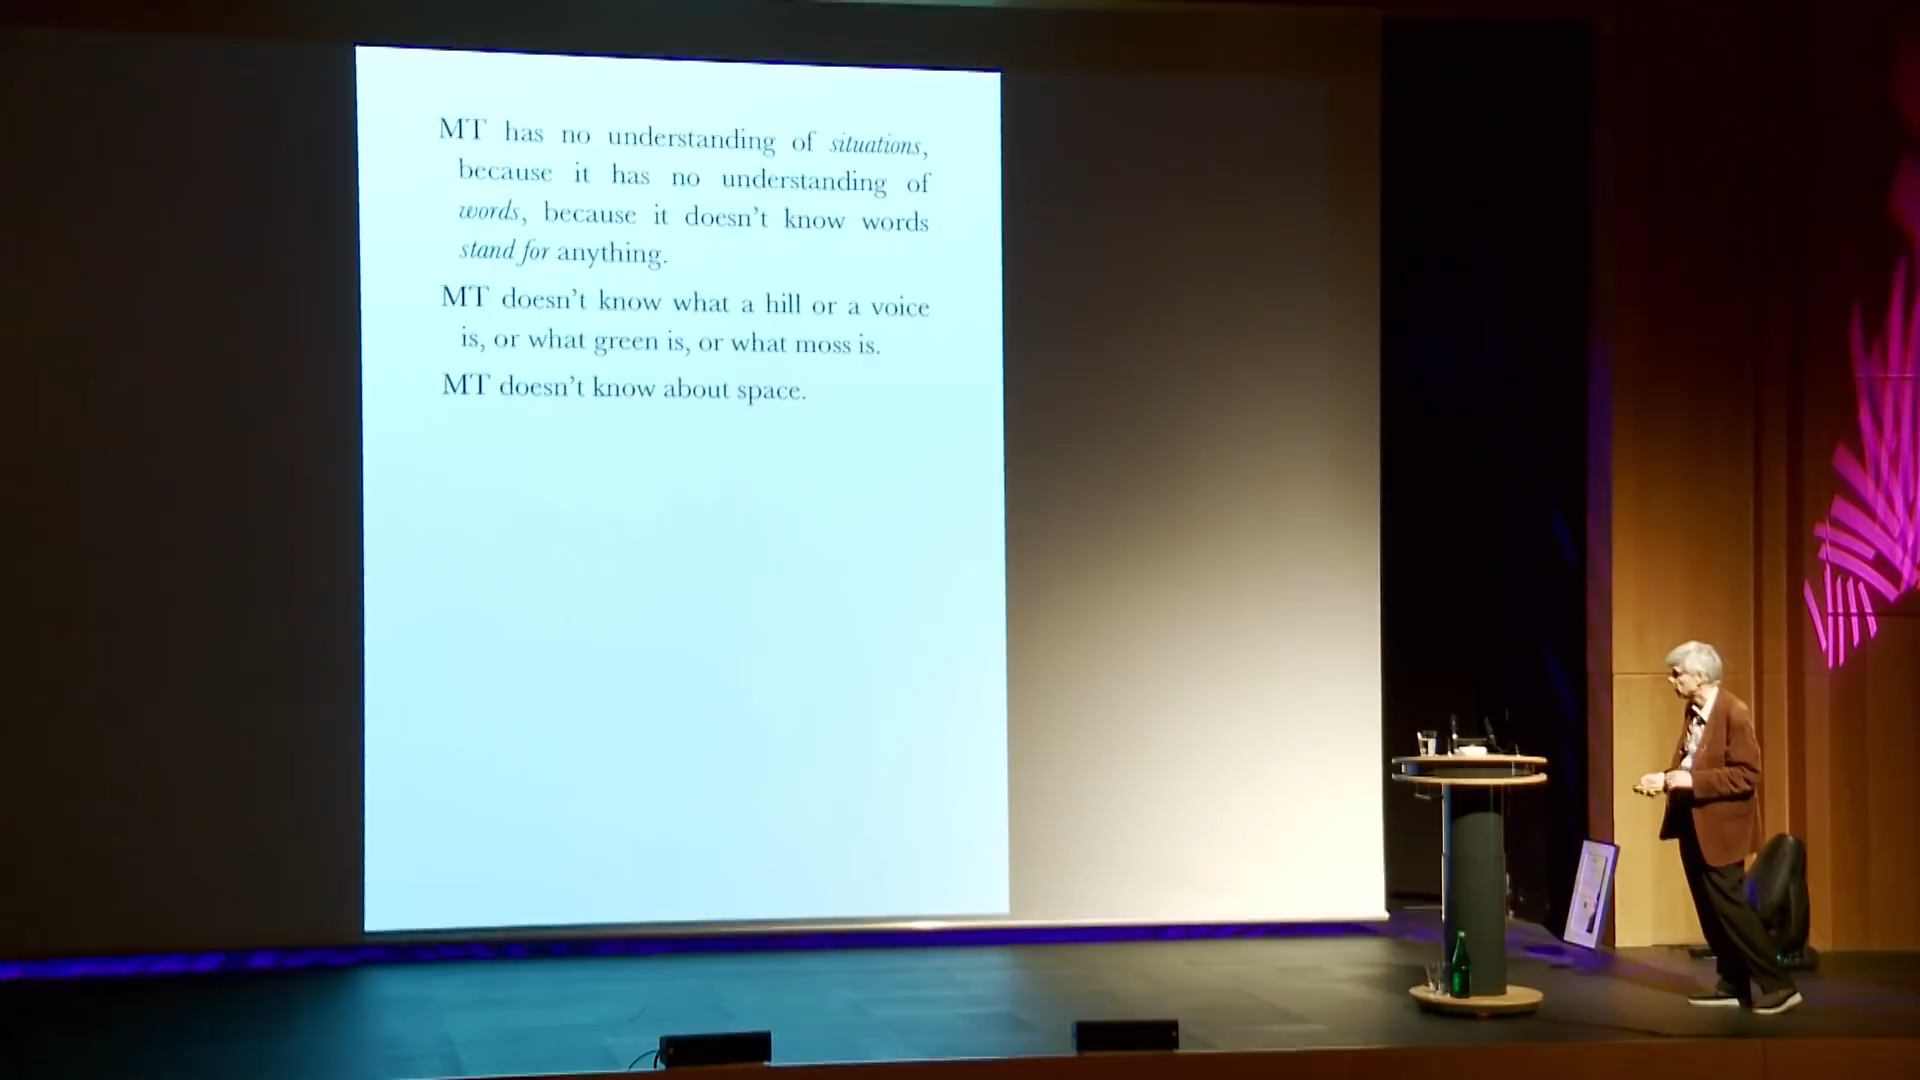 MT has no understanding of situations,
because it has no understanding of
words, because it doesn't know words
stand for anything.
MT doesn't know what a hill or a voice
is, or what green is, or what moss is.
MT doesn't know about space.